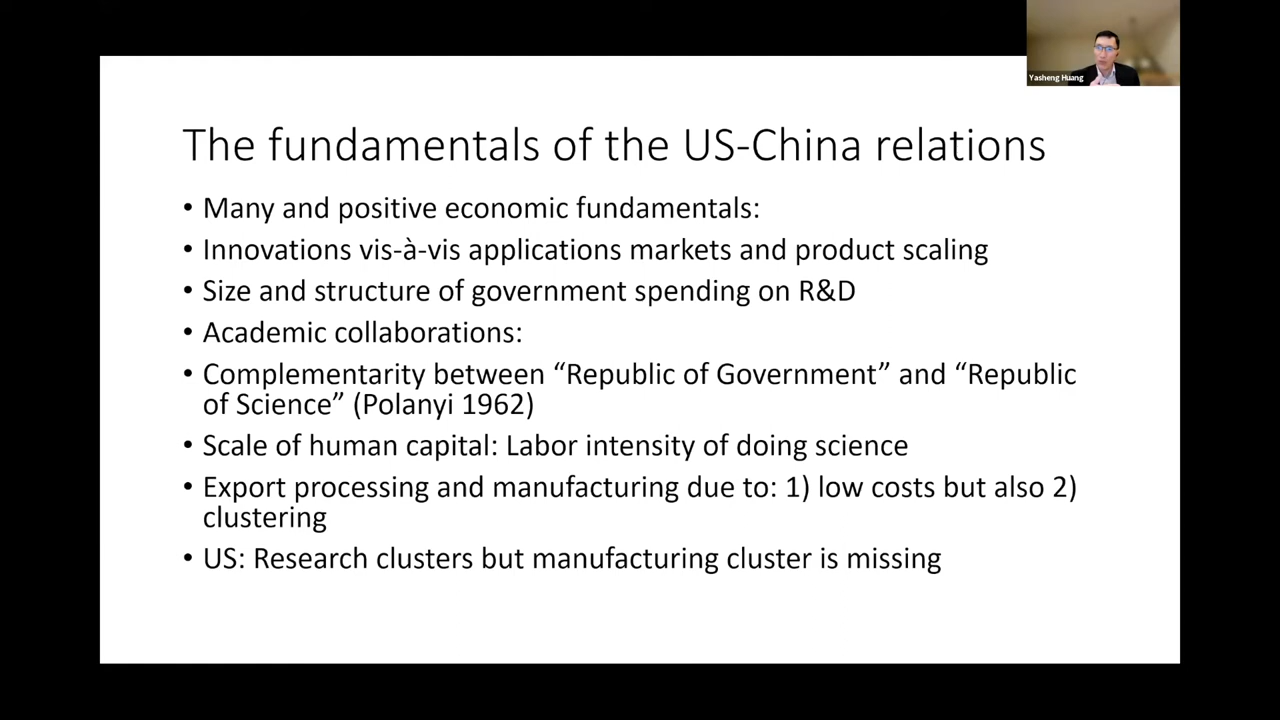 Yasheng Huang
The fundamentals of the US-China relations
• Many and positive economic fundamentals:
• Innovations vis-à-vis applications markets and product scaling
• Size and structure of government spending on R&D
• Academic collaborations:
• Complementarity between “Republic of Government” and “Republic
of Science” (Polanyi 1962)
• Scale of human capital: Labor intensity of doing science
• Export processing and manufacturing due to: 1) low costs but also 2)
clustering
• US: Research clusters but manufacturing cluster is missing